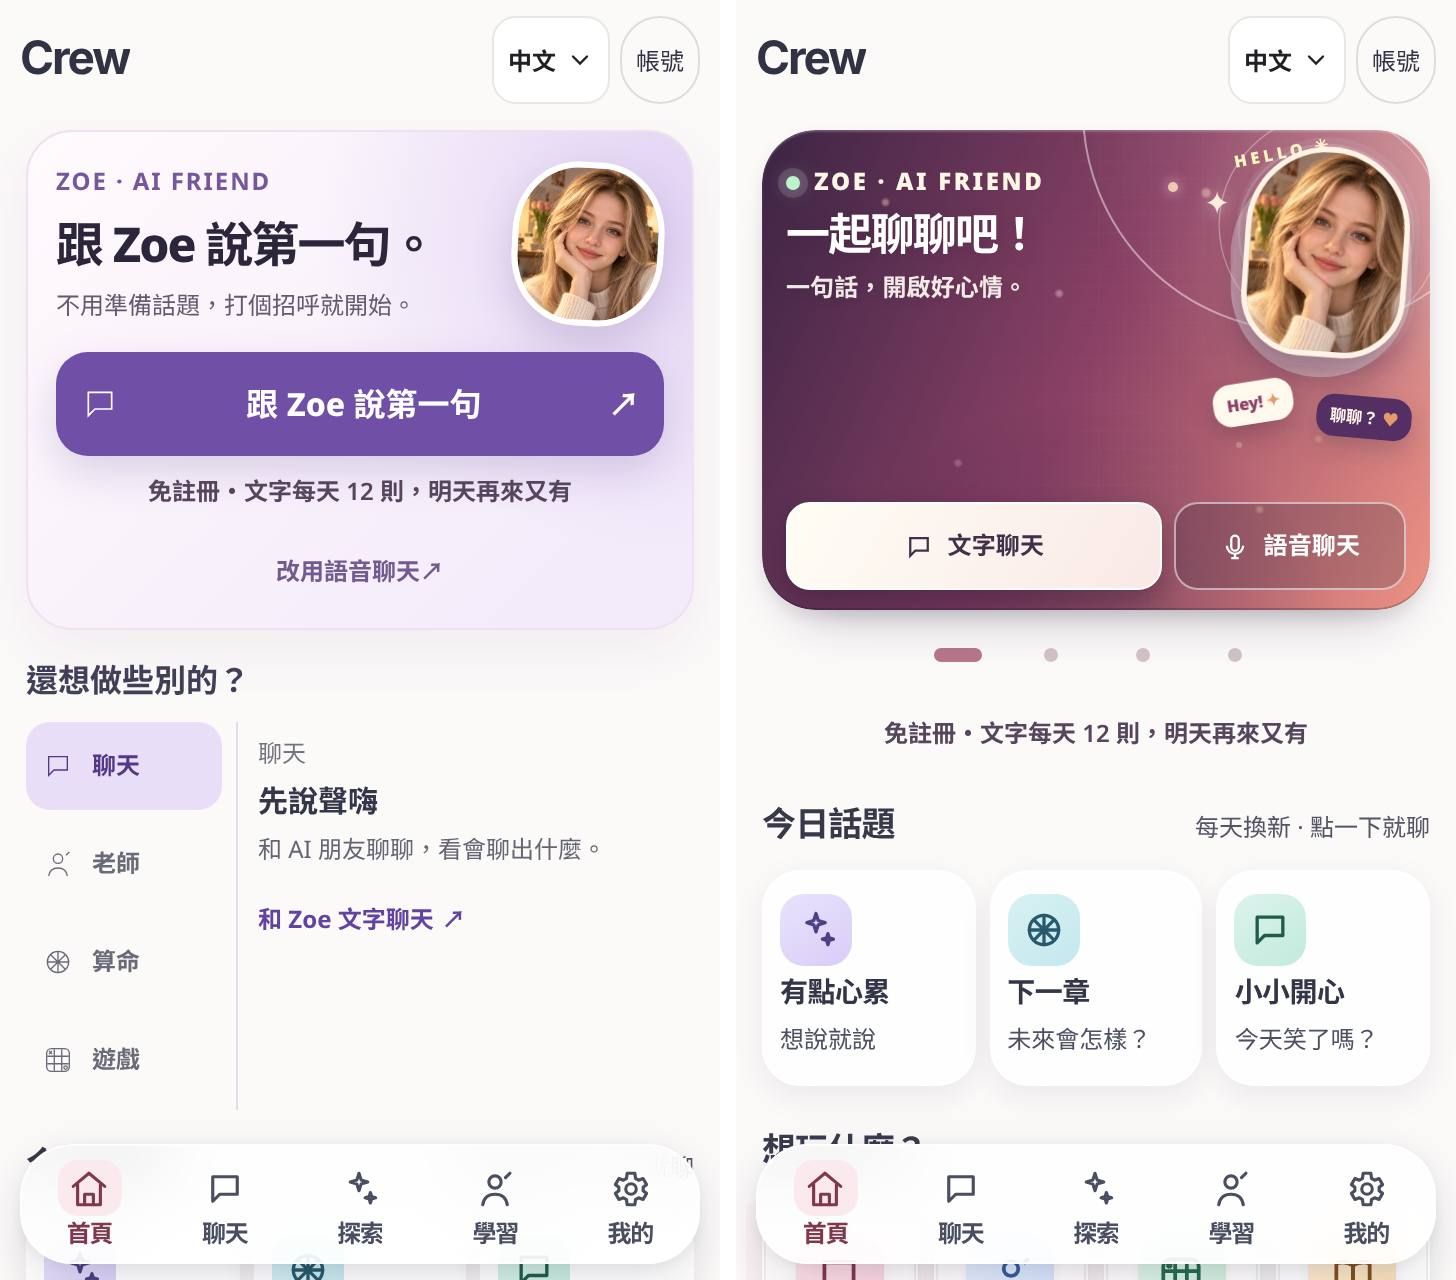 Crew
中文
帳號
ZOE · AI FRIEND
跟 Zoe 說第一句。
不用準備話題，打個招呼就開始。
跟 Zoe 說第一句
免註冊・文字每天 12 則，明天再來又有
改用語音聊天↗
還想做些別的？
聊天
老師
算命
遊戲
聊天
先說聲嗨
和 AI 朋友聊聊，看會聊出什麼。
和 Zoe 文字聊天 ↗
首頁
聊天
探索
學習
我的
Crew
中文
帳號
ZOE · AI FRIEND
HELLO
一起聊聊吧！
一句話，開啟好心情。
Hey!
聊聊？
文字聊天
語音聊天
免註冊・文字每天 12 則，明天再來又有
今日話題
每天換新 · 點一下就聊
有點心累
想說就說
下一章
未來會怎樣？
小小開心
今天笑了嗎？
想玩什麼？
首頁
聊天
探索
學習
我的